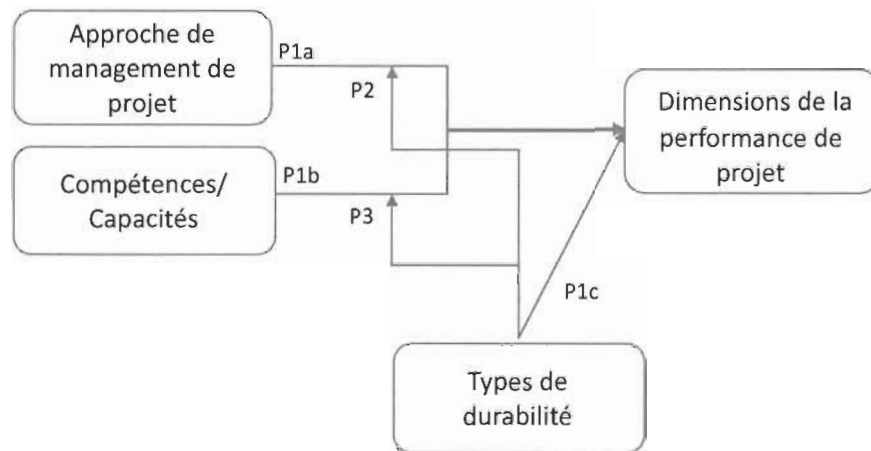 Approche de
management de
projet
P1a
P2
Dimensions de la
performance de
projet
Compétences/
Capacités
P1b
P3
P1c
Types de
durabilité